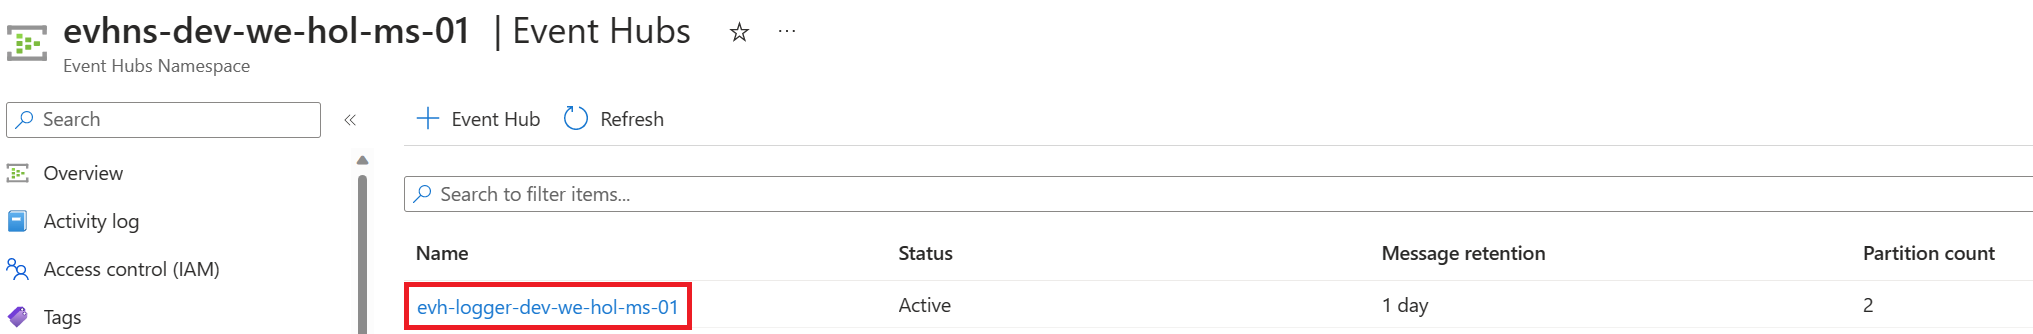 evhns-dev-we-hol-ms-01 | Event Hubs ☆ ···
Event Hubs Namespace
Search «
+ Event Hub Refresh
Overview
Activity log
Access control (IAM)
Tags
Search to filter items...
Name Status Message retention Partition count
evh-logger-dev-we-hol-ms-01 Active 1 day 2